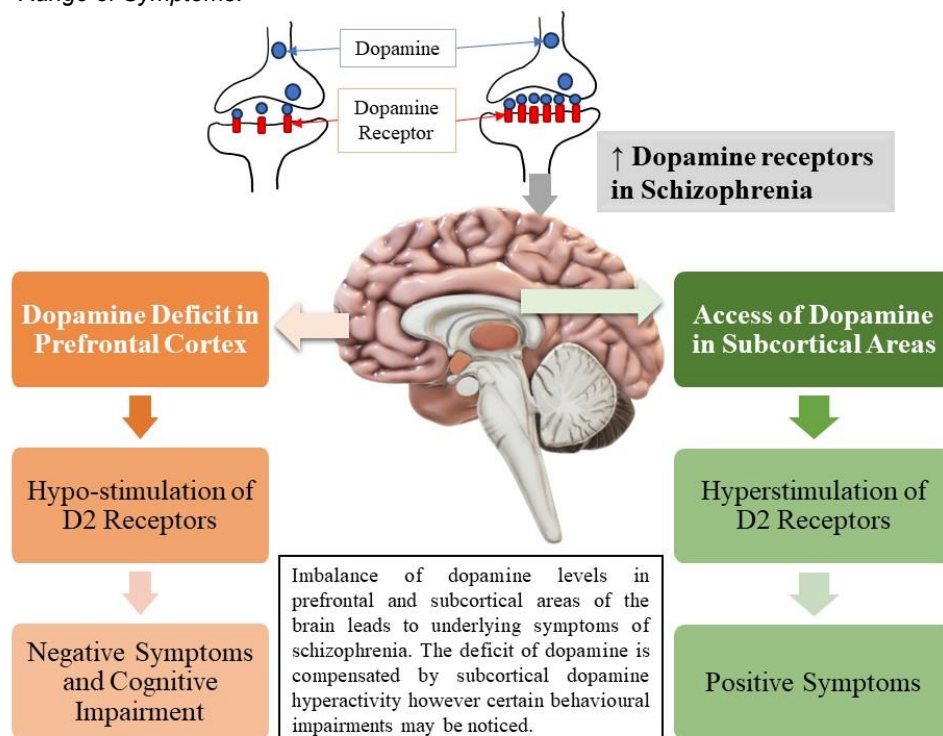 Range of Symptoms.
Dopamine
Dopamine
Receptor
↑ Dopamine receptors
in Schizophrenia
Dopamine Deficit in
Prefrontal Cortex
Access of Dopamine
in Subcortical Areas
Hypo-stimulation of
D2 Receptors
Hyperstimulation of
D2 Receptors
Imbalance of dopamine levels in
prefrontal and subcortical areas of the
brain leads to underlying symptoms of
schizophrenia. The deficit of dopamine is
compensated by subcortical dopamine
hyperactivity however certain behavioural
impairments may be noticed.
Negative Symptoms
and Cognitive
Impairment
Positive Symptoms